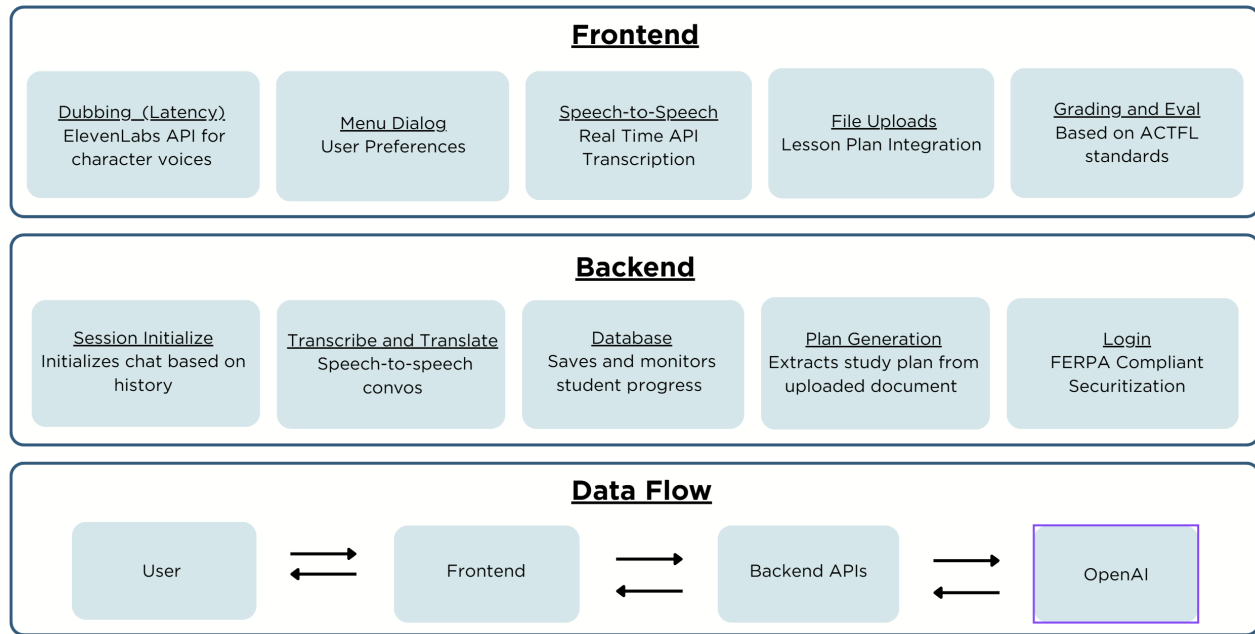 Frontend
Dubbing (Latency)
ElevenLabs API for
character voices
Menu Dialog
User Preferences
Speech-to-Speech
Real Time API
Transcription
File Uploads
Lesson Plan Integration
Grading and Eval
Based on ACTFL
standards
Backend
Session Initialize
Initializes chat based on
history
Transcribe and Translate
Speech-to-speech
convos
Database
Saves and monitors
student progress
Plan Generation
Extracts study plan from
uploaded document
Login
FERPA Compliant
Securitization
Data Flow
User
Frontend
Backend APIs
OpenAI